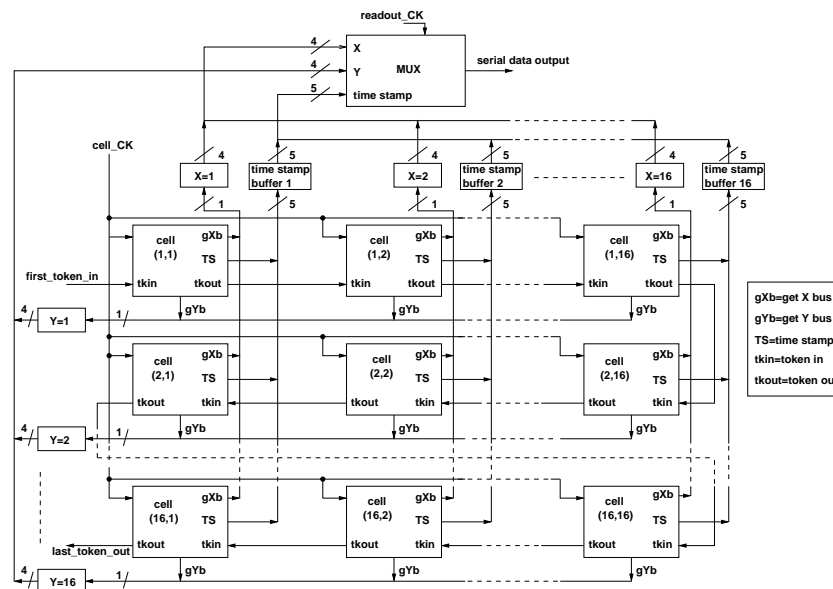 readout_CK
4
X
4
Y
MUX
serial data output
5
time stamp
cell_CK
4
5
4
5
4
5
X=1
time stamp
buffer 1
X=2
time stamp
buffer 2
X=16
time stamp
buffer 16
1
5
1
5
1
5
cell
(1,1)
gXb
TS
tkin
tkout
cell
(1,2)
gXb
TS
tkin
tkout
cell
(1,16)
gXb
TS
tkin
tkout
first_token_in
gYb
gYb
gYb
4
Y=1
1
cell
(2,1)
gXb
TS
tkout
tkin
cell
(2,2)
gXb
TS
tkout
tkin
cell
(2,16)
gXb
TS
tkout
tkin
gYb
gYb
gYb
4
Y=2
1
cell
(16,1)
gXb
TS
tkout
tkin
cell
(16,2)
gXb
TS
tkout
tkin
cell
(16,16)
gXb
TS
tkout
tkin
last_token_out
gYb
gYb
gYb
4
Y=16
1
gXb=get X bus
gYb=get Y bus
TS=time stamp
tkin=token in
tkout=token ou